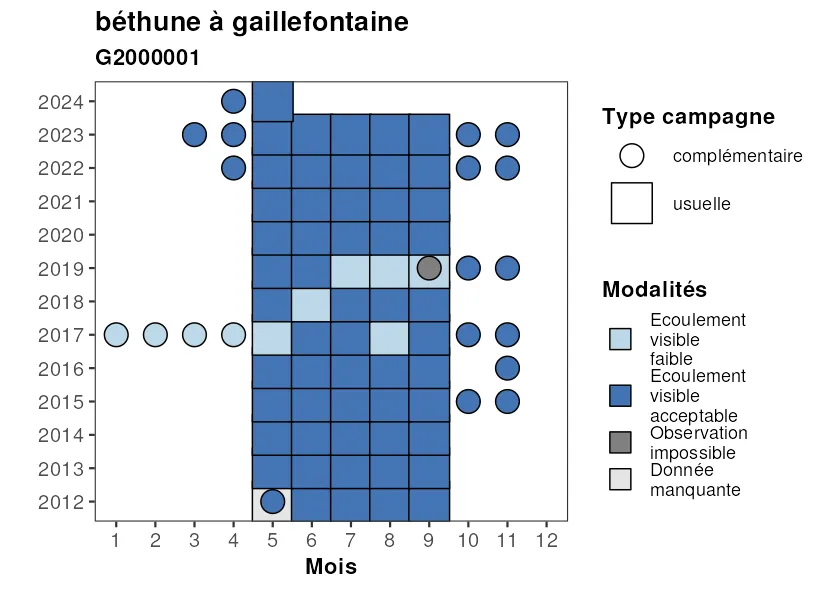 béthune à gaillefontaine
G2000001
2024
2023
2022
2021
2020
2019
2018
2017
2016
2015
2014
2013
2012
1 2 3 4 5 6 7 8 9 10 11 12
Mois
Type campagne
complémentaire
usuelle
Modalités
Ecoulement
visible
faible
Ecoulement
visible
acceptable
Observation
impossible
Donnée
manquante